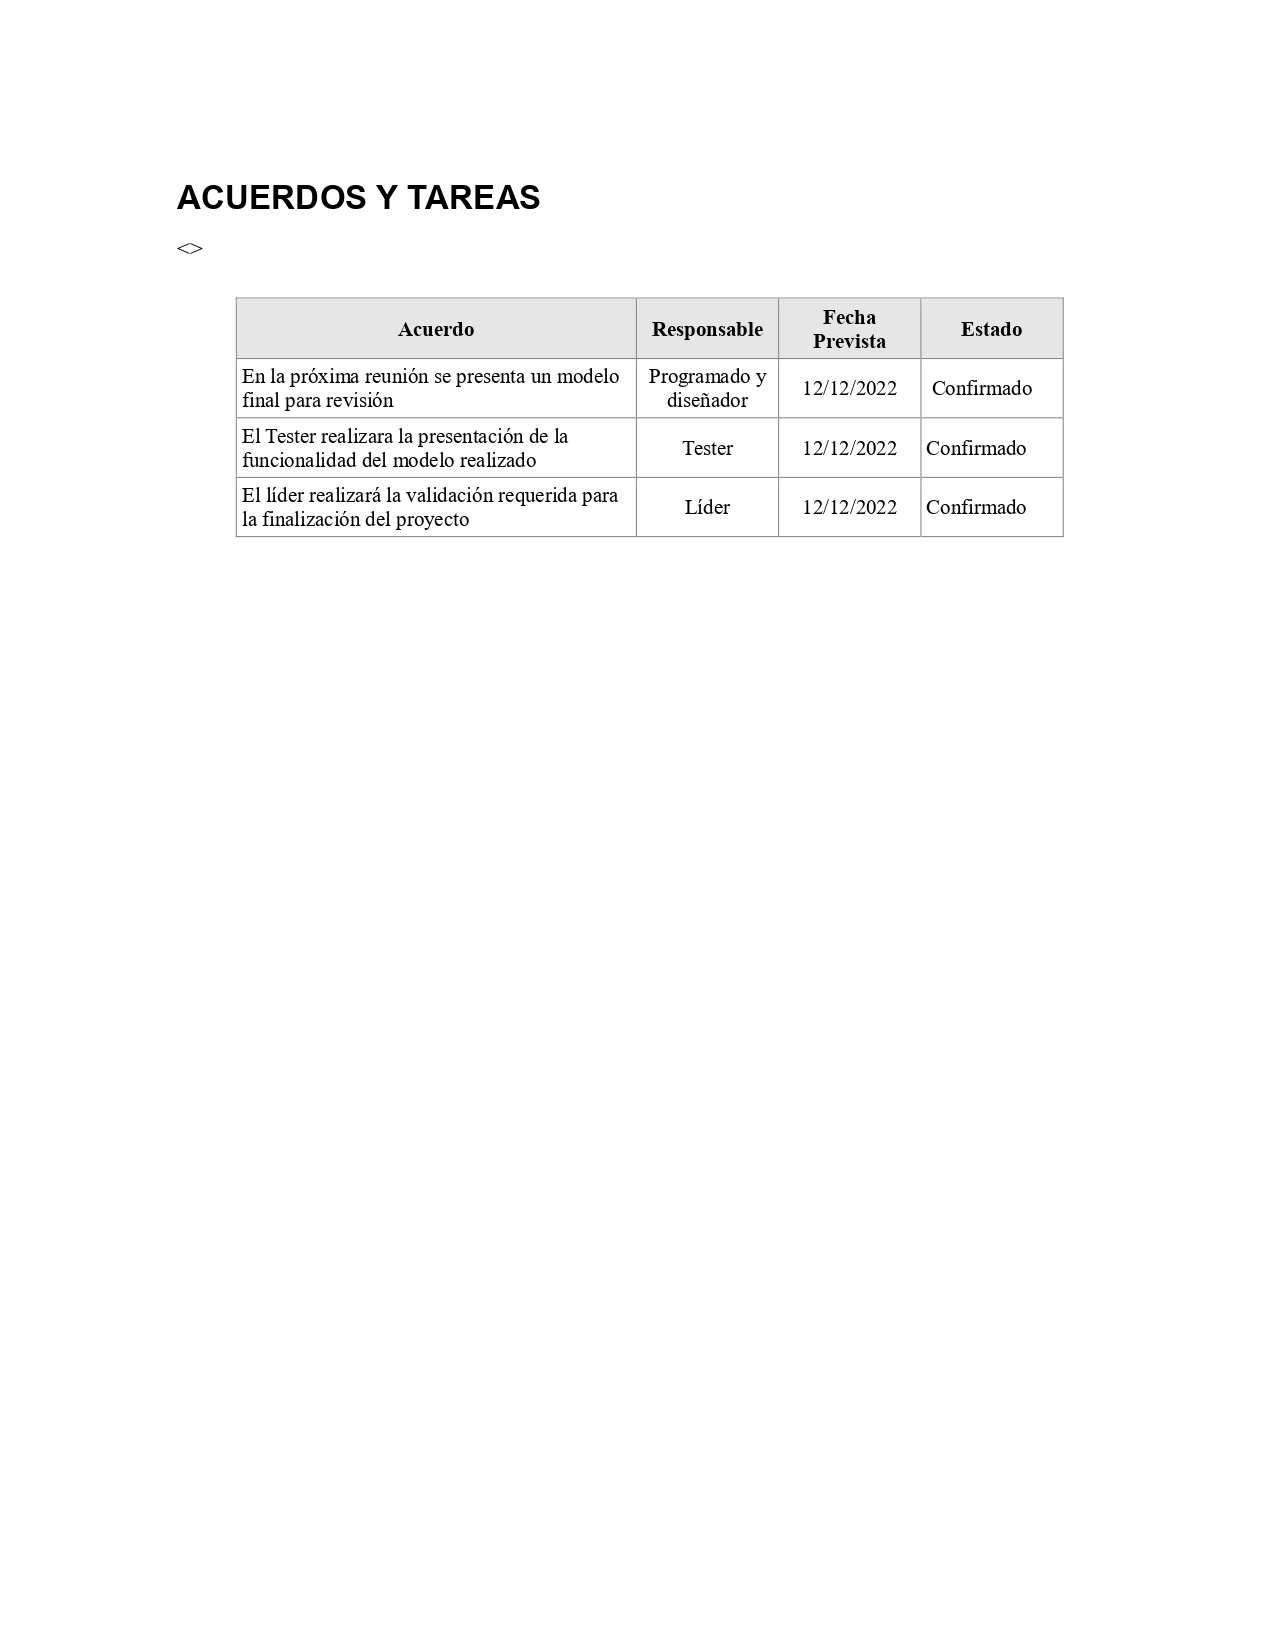 ACUERDOS Y TAREAS
<>
Acuerdo Responsable Fecha Prevista Estado
En la próxima reunión se presenta un modelo
final para revisión
Programado y
diseñador
12/12/2022
Confirmado
El Tester realizara la presentación de la
funcionalidad del modelo realizado
Tester
12/12/2022
Confirmado
El líder realizará la validación requerida para
la finalización del proyecto
Líder
12/12/2022
Confirmado